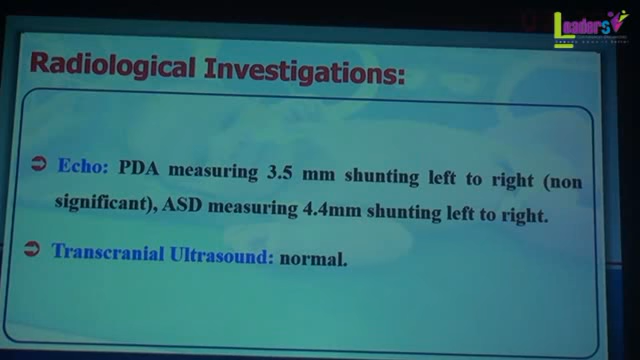 Leaders
Radiological Investigations:
Echo: PDA measuring 3.5 mm shunting left to right (non
significant), ASD measuring 4.4mm shunting left to right.
Transcranial Ultrasound: normal.